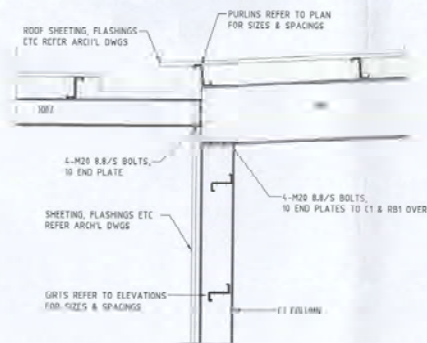 PURLINS REFER TO PLAN
FOR SIZES & SPACINGS
ROOF SHEETING, FLASHINGS
ETC REFER ARCH'L DWGS
4-M20 8.8/S BOLTS,
10 END PLATE
4-M20 8.8/S BOLTS,
10 END PLATES TO C1 & RB1 OVER
SHEETING, FLASHINGS ETC
REFER ARCH'L DWGS
GIRTS REFER TO ELEVATIONS
FOR SIZES & SPACINGS
C1 COLUMN